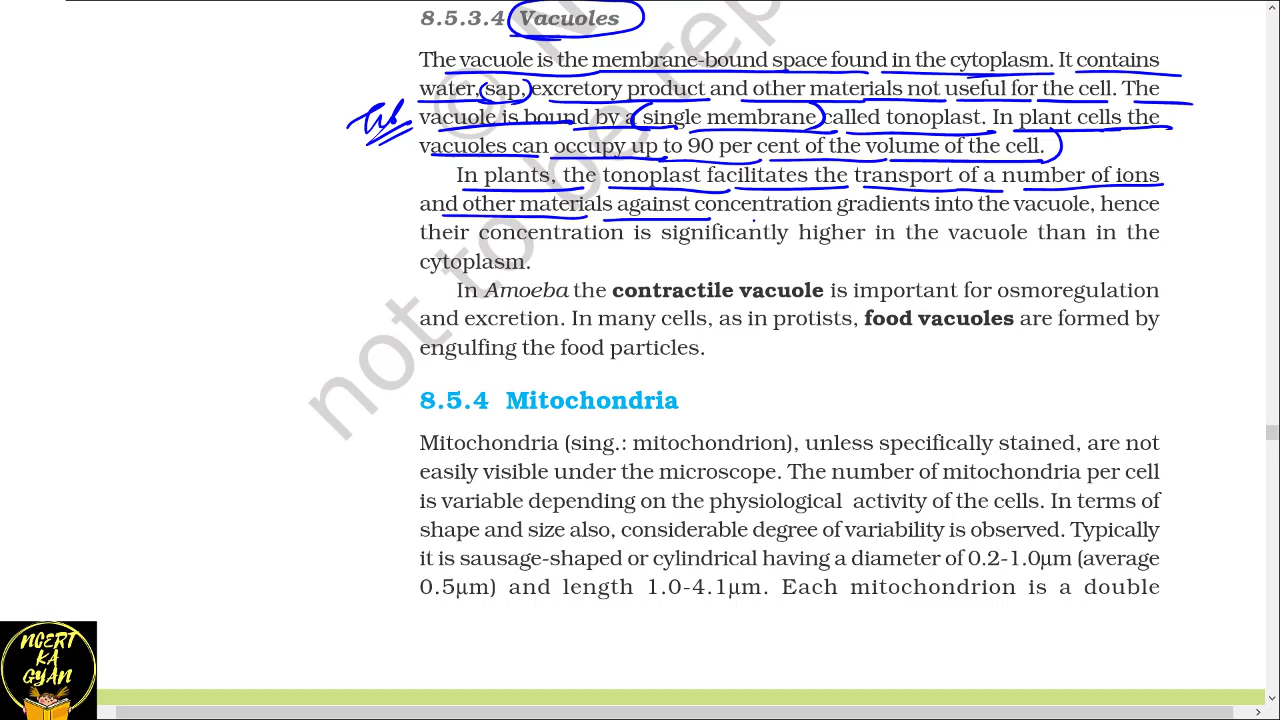 8.5.3.4 Vacuoles
The vacuole is the membrane-bound space found in the cytoplasm. It contains
water, sap, excretory product and other materials not useful for the cell. The
vacuole is bound by a single membrane called tonoplast. In plant cells the
vacuoles can occupy up to 90 per cent of the volume of the cell.
In plants, the tonoplast facilitates the transport of a number of ions
and other materials against concentration gradients into the vacuole, hence
their concentration is significantly higher in the vacuole than in the
cytoplasm.
In Amoeba the contractile vacuole is important for osmoregulation
and excretion. In many cells, as in protists, food vacuoles are formed by
engulfing the food particles.
8.5.4 Mitochondria
Mitochondria (sing.: mitochondrion), unless specifically stained, are not
easily visible under the microscope. The number of mitochondria per cell
is variable depending on the physiological activity of the cells. In terms of
shape and size also, considerable degree of variability is observed. Typically
it is sausage-shaped or cylindrical having a diameter of 0.2-1.0μm (average
0.5μm) and length 1.0-4.1μm. Each mitochondrion is a double
not to be rep
© N
NCERT
KA
GYAN